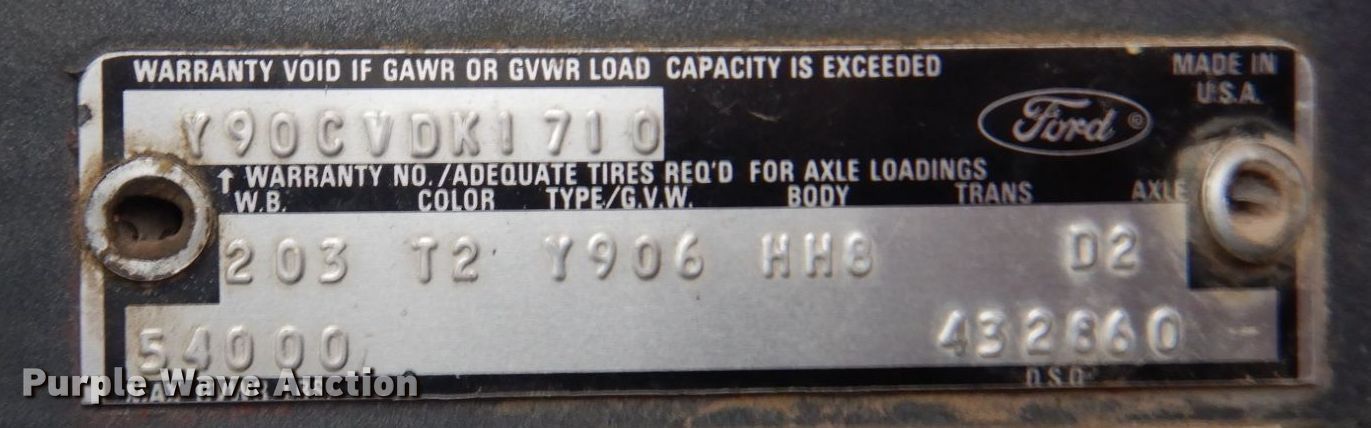 WARRANTY VOID IF GAWR OR GVWR LOAD CAPACITY IS EXCEEDED
MADE IN
U.S.A.
Y90CVDK1710
Ford
↑ WARRANTY NO./ADEQUATE TIRES REQ'D FOR AXLE LOADINGS
W.B. COLOR TYPE/G.V.W. BODY TRANS AXLE
203 T2 Y906 HH8 D2
54000 432860
D.S.O.
Purple Wave Auction